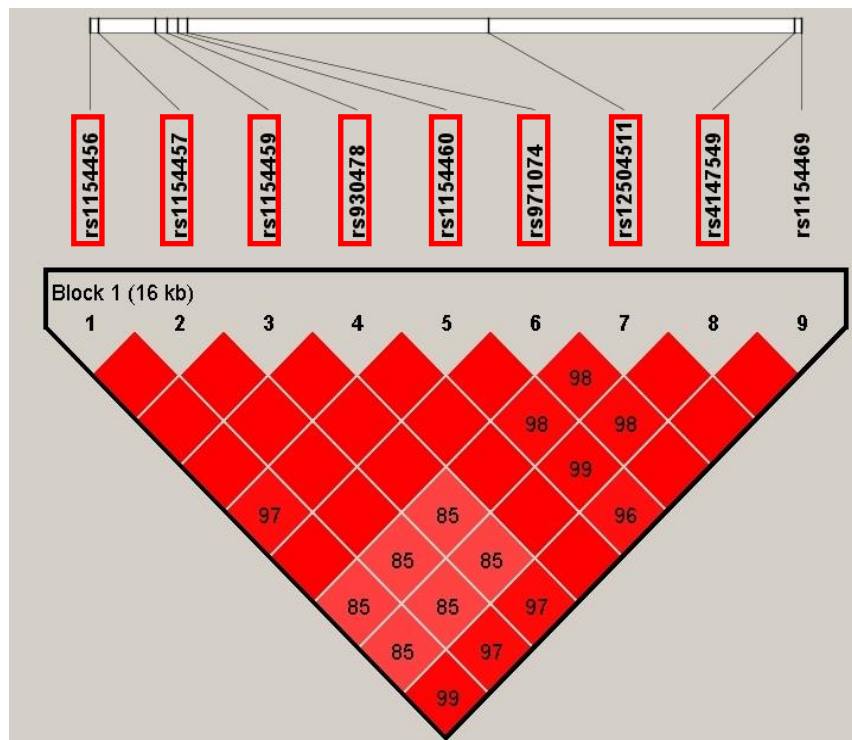 rs1154456
rs1154457
rs1154459
rs930478
rs1154460
rs971074
rs12504511
rs4147549
rs1154469
Block 1 (16 kb)
1 2 3 4 5 6 7 8 9
98
98 98
99
97 85 96
85 85
85 85 97
85 97
99